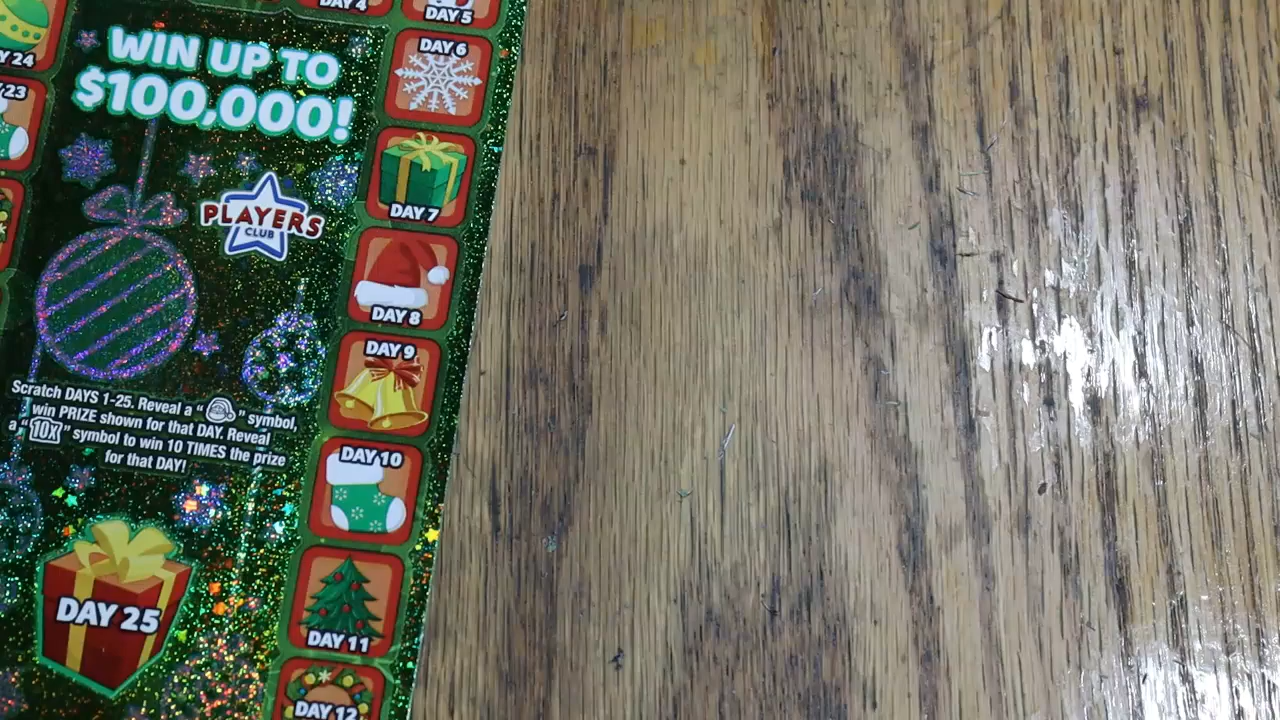 DAY 4
DAY 5
Y 24
WIN UP TO
$100,000!
DAY 6
23
PLAYERS
CLUB
DAY 7
DAY 8
DAY 9
Scratch DAYS 1-25. Reveal a " " symbol,
win PRIZE shown for that DAY. Reveal
a "10X" symbol to win 10 TIMES the prize
for that DAY!
DAY 10
DAY 25
DAY 11
DAY 12